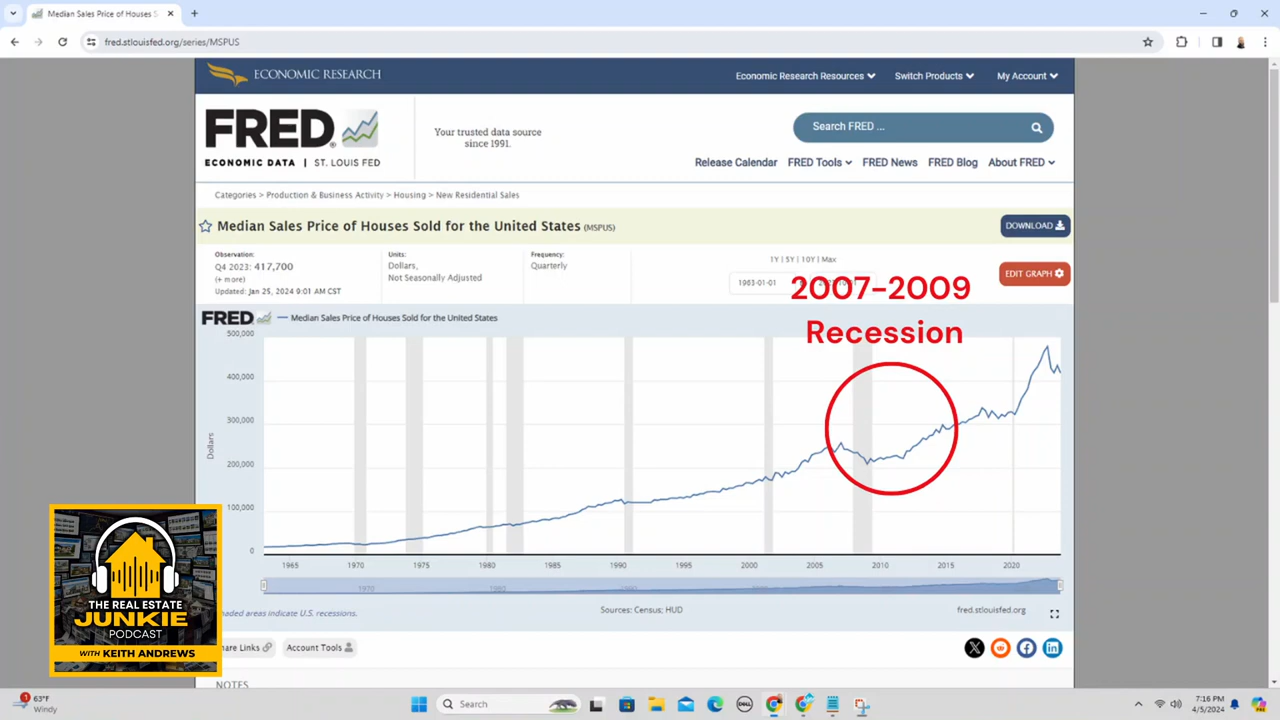 Median Sales Price of Houses S
fred.stlouisfed.org/series/MSPUS
ECONOMIC RESEARCH
Economic Research Resources
Switch Products
My Account
FRED
ECONOMIC DATA | ST. LOUIS FED
Your trusted data source
since 1991.
Search FRED ...
Release Calendar
FRED Tools
FRED News
FRED Blog
About FRED
Categories > Production & Business Activity > Housing > New Residential Sales
Median Sales Price of Houses Sold for the United States (MSPUS)
DOWNLOAD
Observation:
Q4 2023: 417,700
(+ more)
Updated: Jan 25, 2024 9:01 AM CST
Units:
Dollars,
Not Seasonally Adjusted
Frequency:
Quarterly
1Y | 5Y | 10Y | Max
1963-01-01
EDIT GRAPH
2007-2009
Recession
FRED
Median Sales Price of Houses Sold for the United States
500,000
400,000
300,000
200,000
100,000
0
Dollars
1965
1970
1975
1980
1985
1990
1995
2000
2005
2010
2015
2020
1970
1980
1990
aded areas indicate U.S. recessions.
Sources: Census; HUD
fred.stlouisfed.org
hare Links
Account Tools
NOTES
THE REAL ESTATE
JUNKIE
PODCAST
WITH KEITH ANDREWS
1
63°F
Windy
Search
DELL
7:16 PM
4/5/2024